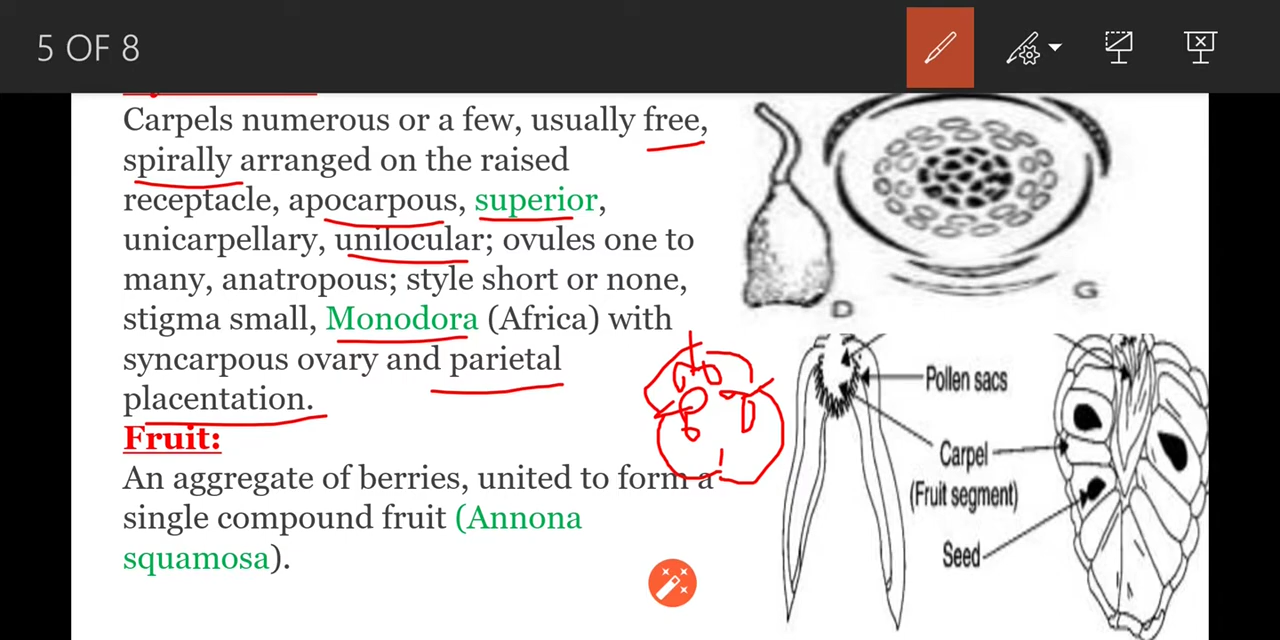 5 OF 8
Carpels numerous or a few, usually free,
spirally arranged on the raised
receptacle, apocarpous, superior,
unicarpellary, unilocular; ovules one to
many, anatropous; style short or none,
stigma small, Monodora (Africa) with
syncarpous ovary and parietal
placentation.
Fruit:
An aggregate of berries, united to form a
single compound fruit (Annona
squamosa).
D
G
Pollen sacs
Carpel
(Fruit segment)
Seed